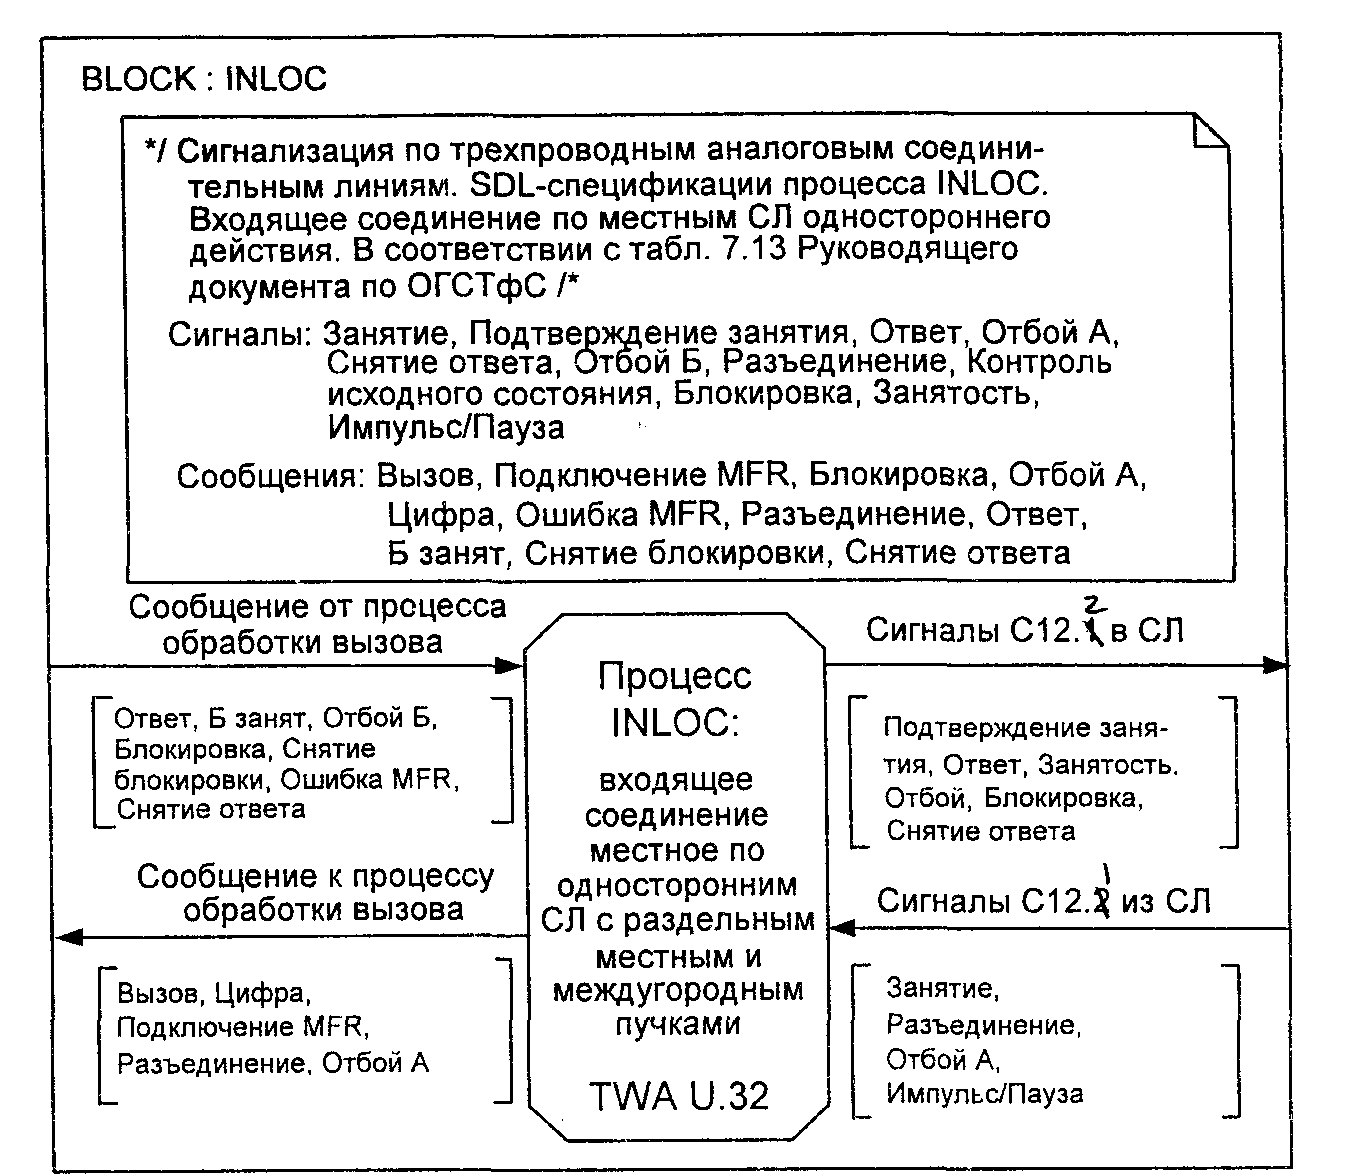 BLOCK : INLOC
*/ Сигнализация по трехпроводным аналоговым соедини-
тельным линиям. SDL-спецификации процесса INLOC.
Входящее соединение по местным СЛ одностороннего
действия. В соответствии с табл. 7.13 Руководящего
документа по ОГСТфС /*
Сигналы: Занятие, Подтверждение занятия, Ответ, Отбой А,
Снятие ответа, Отбой Б, Разъединение, Контроль
исходного состояния, Блокировка, Занятость,
Импульс/Пауза
Сообщения: Вызов, Подключение MFR, Блокировка, Отбой А,
Цифра, Ошибка MFR, Разъединение, Ответ,
Б занят, Снятие блокировки, Снятие ответа
Сообщение от процесса
обработки вызова
Ответ, Б занят, Отбой Б,
Блокировка, Снятие
блокировки, Ошибка MFR,
Снятие ответа
Сообщение к процессу
обработки вызова
Вызов, Цифра,
Подключение MFR,
Разъединение, Отбой А
Процесс
INLOC:
входящее
соединение
местное по
односторонним
СЛ с раздельным
местным и
междугородным
пучками
TWA U.32
Сигналы С12.2 в СЛ
Подтверждение заня-
тия, Ответ, Занятость.
Отбой, Блокировка,
Снятие ответа
Сигналы С12.1 из СЛ
Занятие,
Разъединение,
Отбой А,
Импульс/Пауза